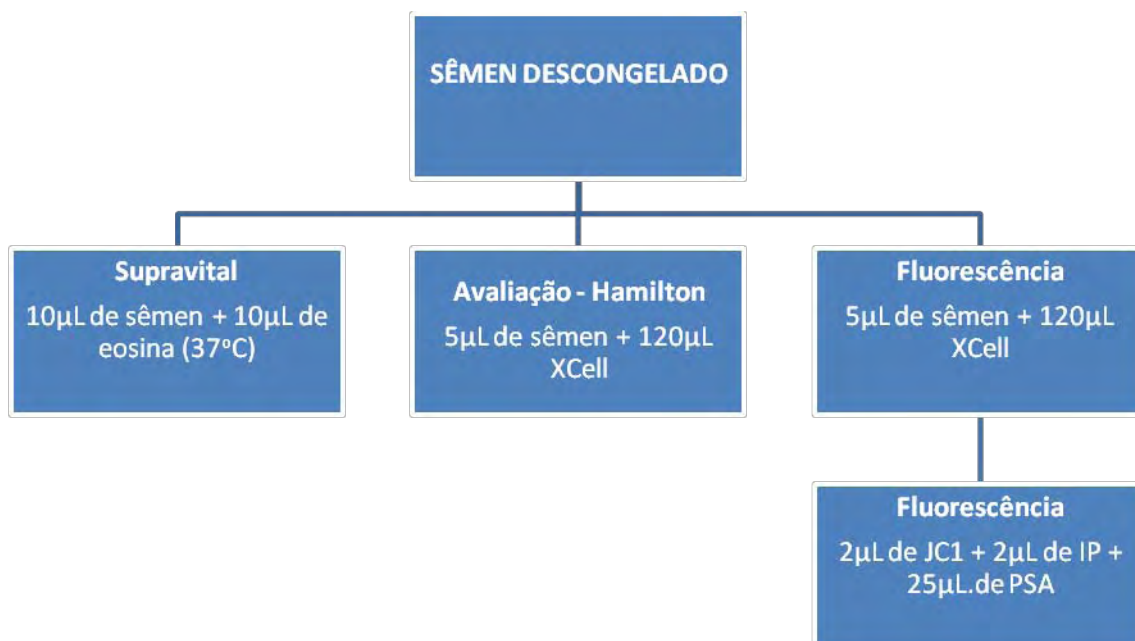 SÊMEN DESCONGELADO
Supravital
10µL de sêmen + 10µL de
eosina (37ºC)
Avaliação - Hamilton
5µL de sêmen + 120µL
XCell
Fluorescência
5µL de sêmen + 120µL
XCell
Fluorescência
2µL de JC1 + 2µL de IP +
25µL.de PSA